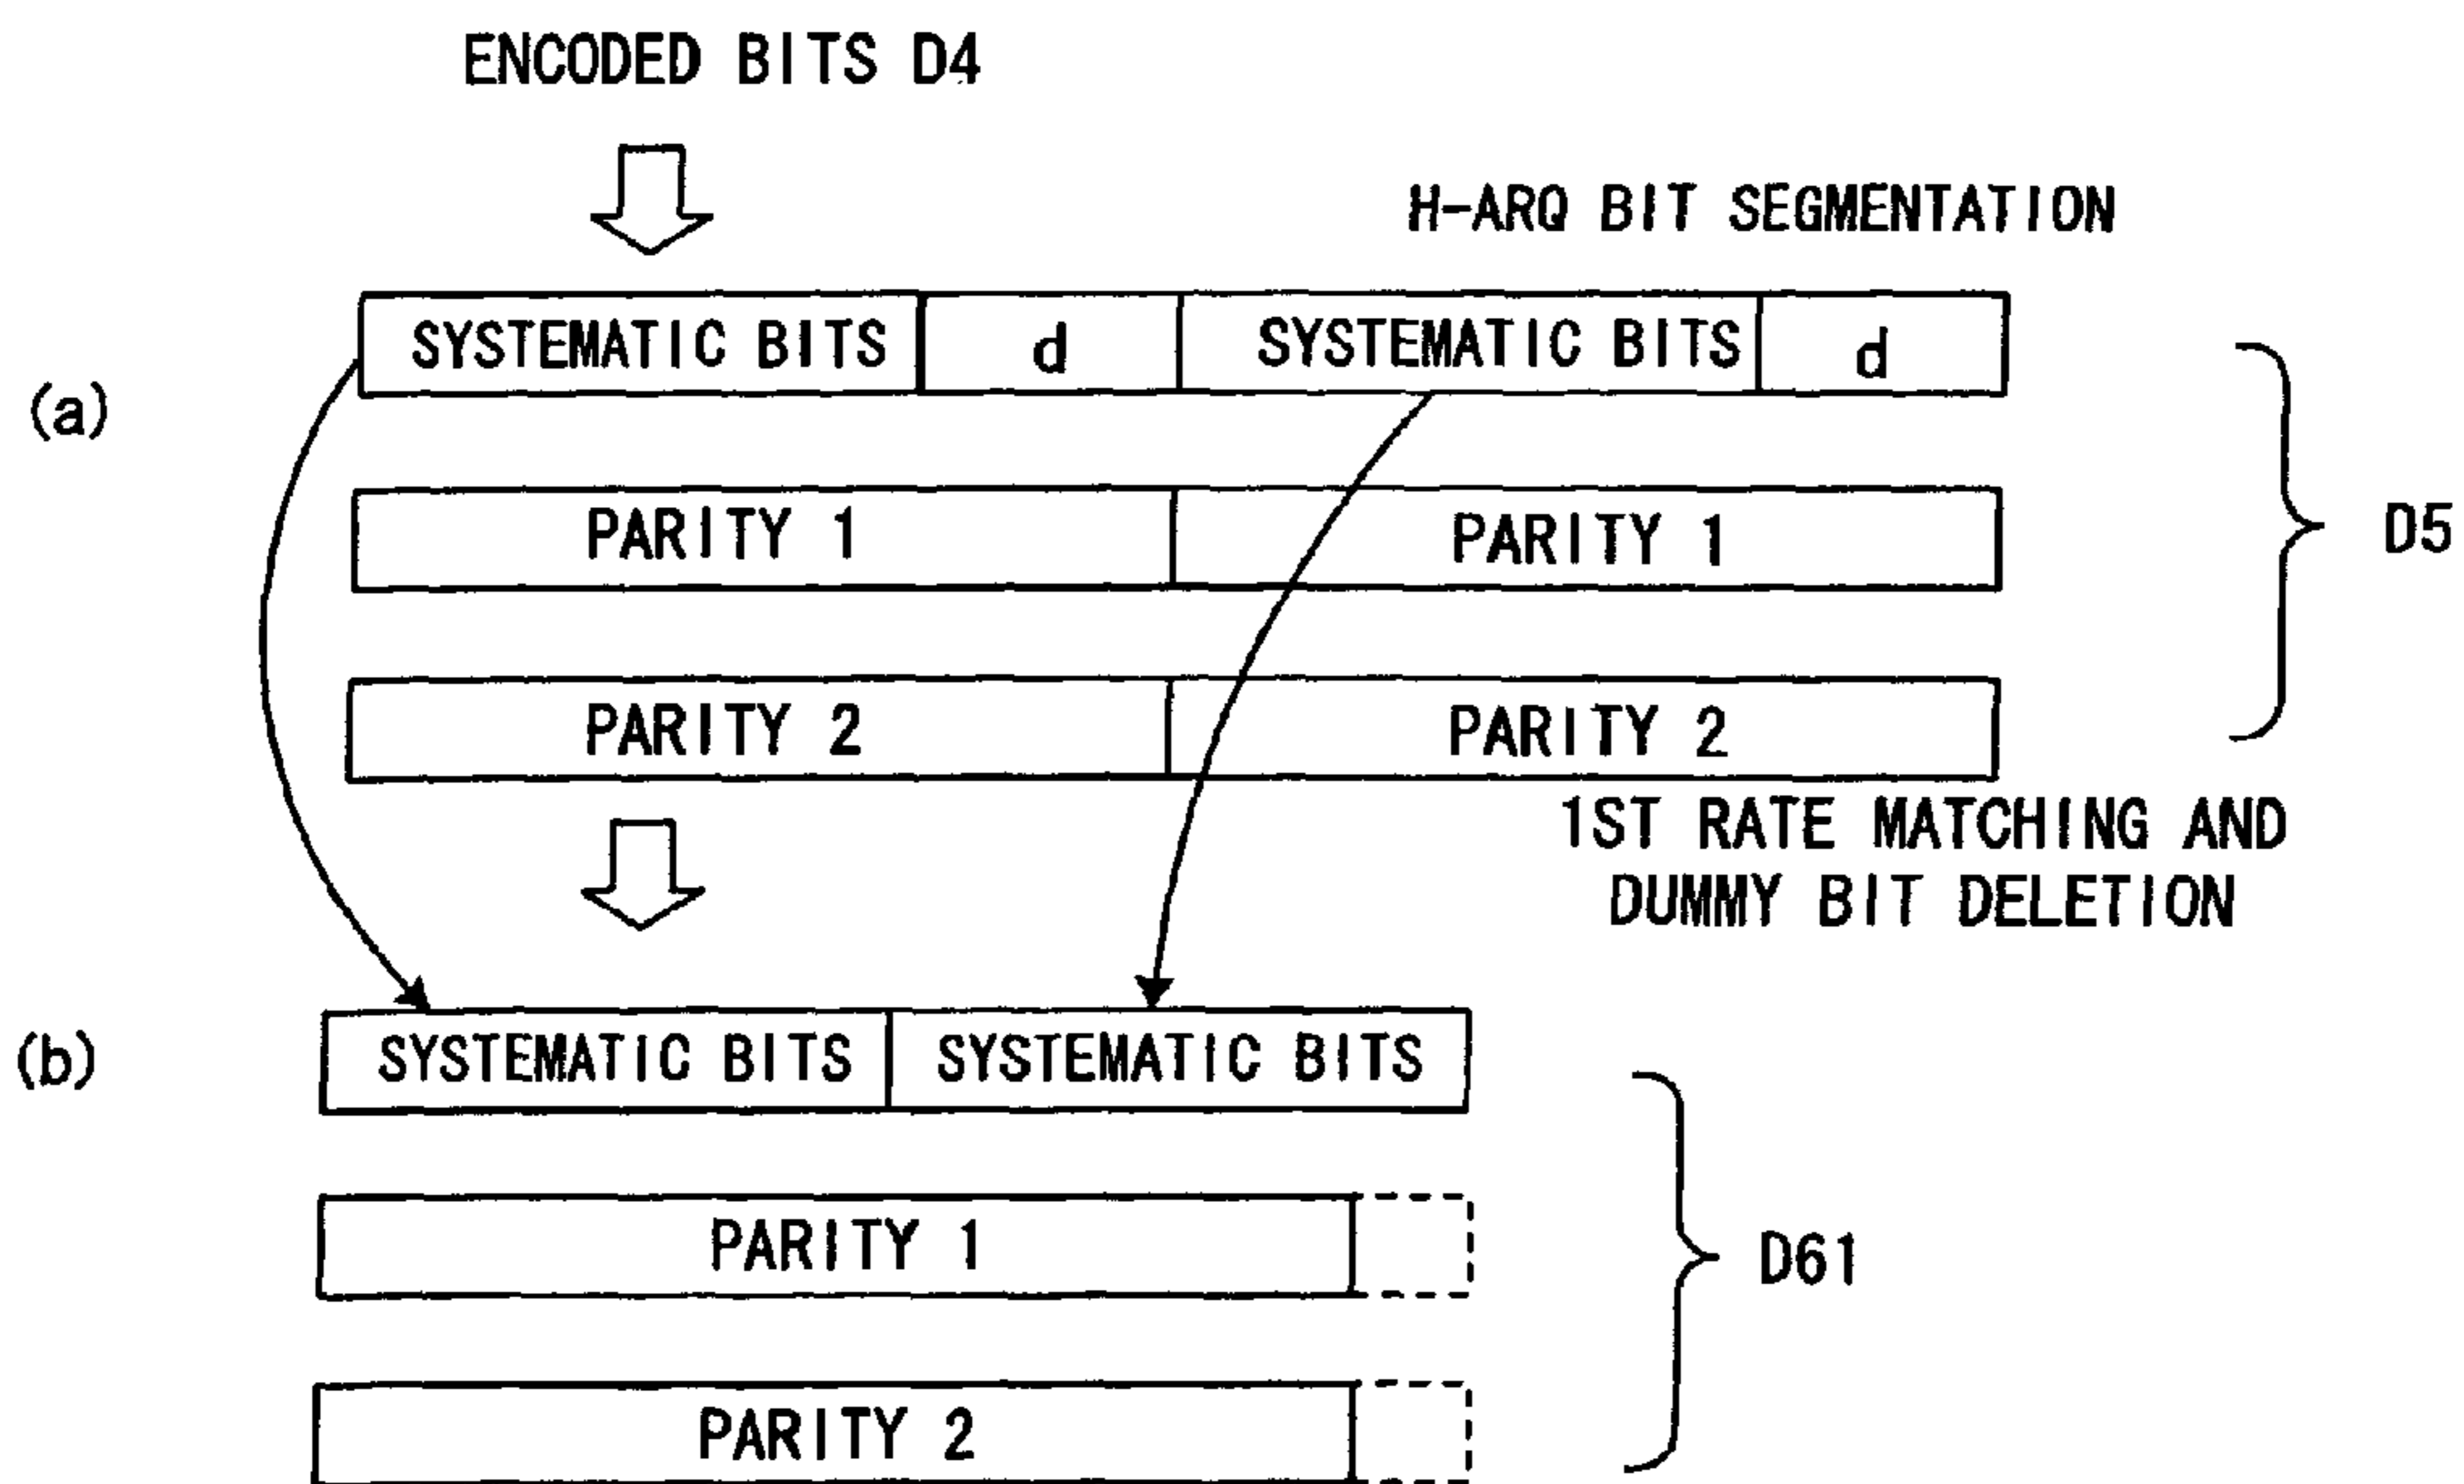 ENCODED BITS D4
H-ARQ BIT SEGMENTATION
(a)
SYSTEMATIC BITS d SYSTEMATIC BITS d
PARITY 1 PARITY 1
D5
PARITY 2 PARITY 2
1ST RATE MATCHING AND
DUMMY BIT DELETION
(b)
SYSTEMATIC BITS SYSTEMATIC BITS
PARITY 1
D61
PARITY 2